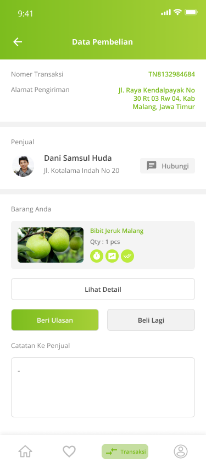 9:41
Data Pembelian
Nomer Transaksi
TN8132984684
Alamat Pengiriman
Jl. Raya Kendalpayak No
30 Rt 03 Rw 04, Kab
Malang, Jawa Timur
Penjual
Dani Samsul Huda
Jl. Kotalama Indah No 20
Hubungi
Barang Anda
Bibit Jeruk Malang
Qty : 1 pcs
Lihat Detail
Beri Ulasan
Beli Lagi
Catatan Ke Penjual
-
Transaksi